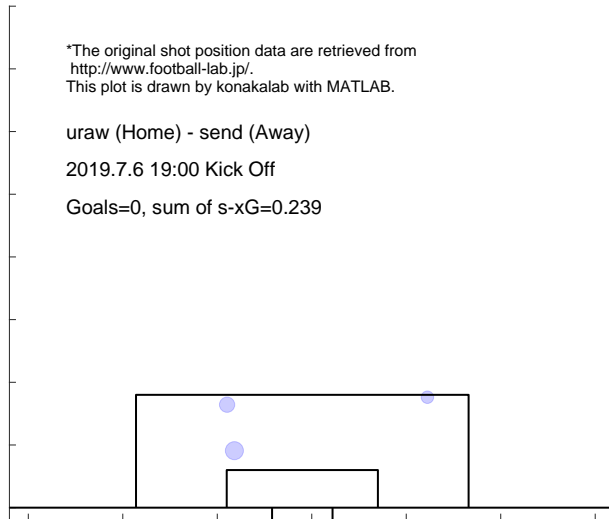 *The original shot position data are retrieved from
http://www.football-lab.jp/.
This plot is drawn by konakalab with MATLAB.
uraw (Home) - send (Away)
2019.7.6 19:00 Kick Off
Goals=0, sum of s-xG=0.239